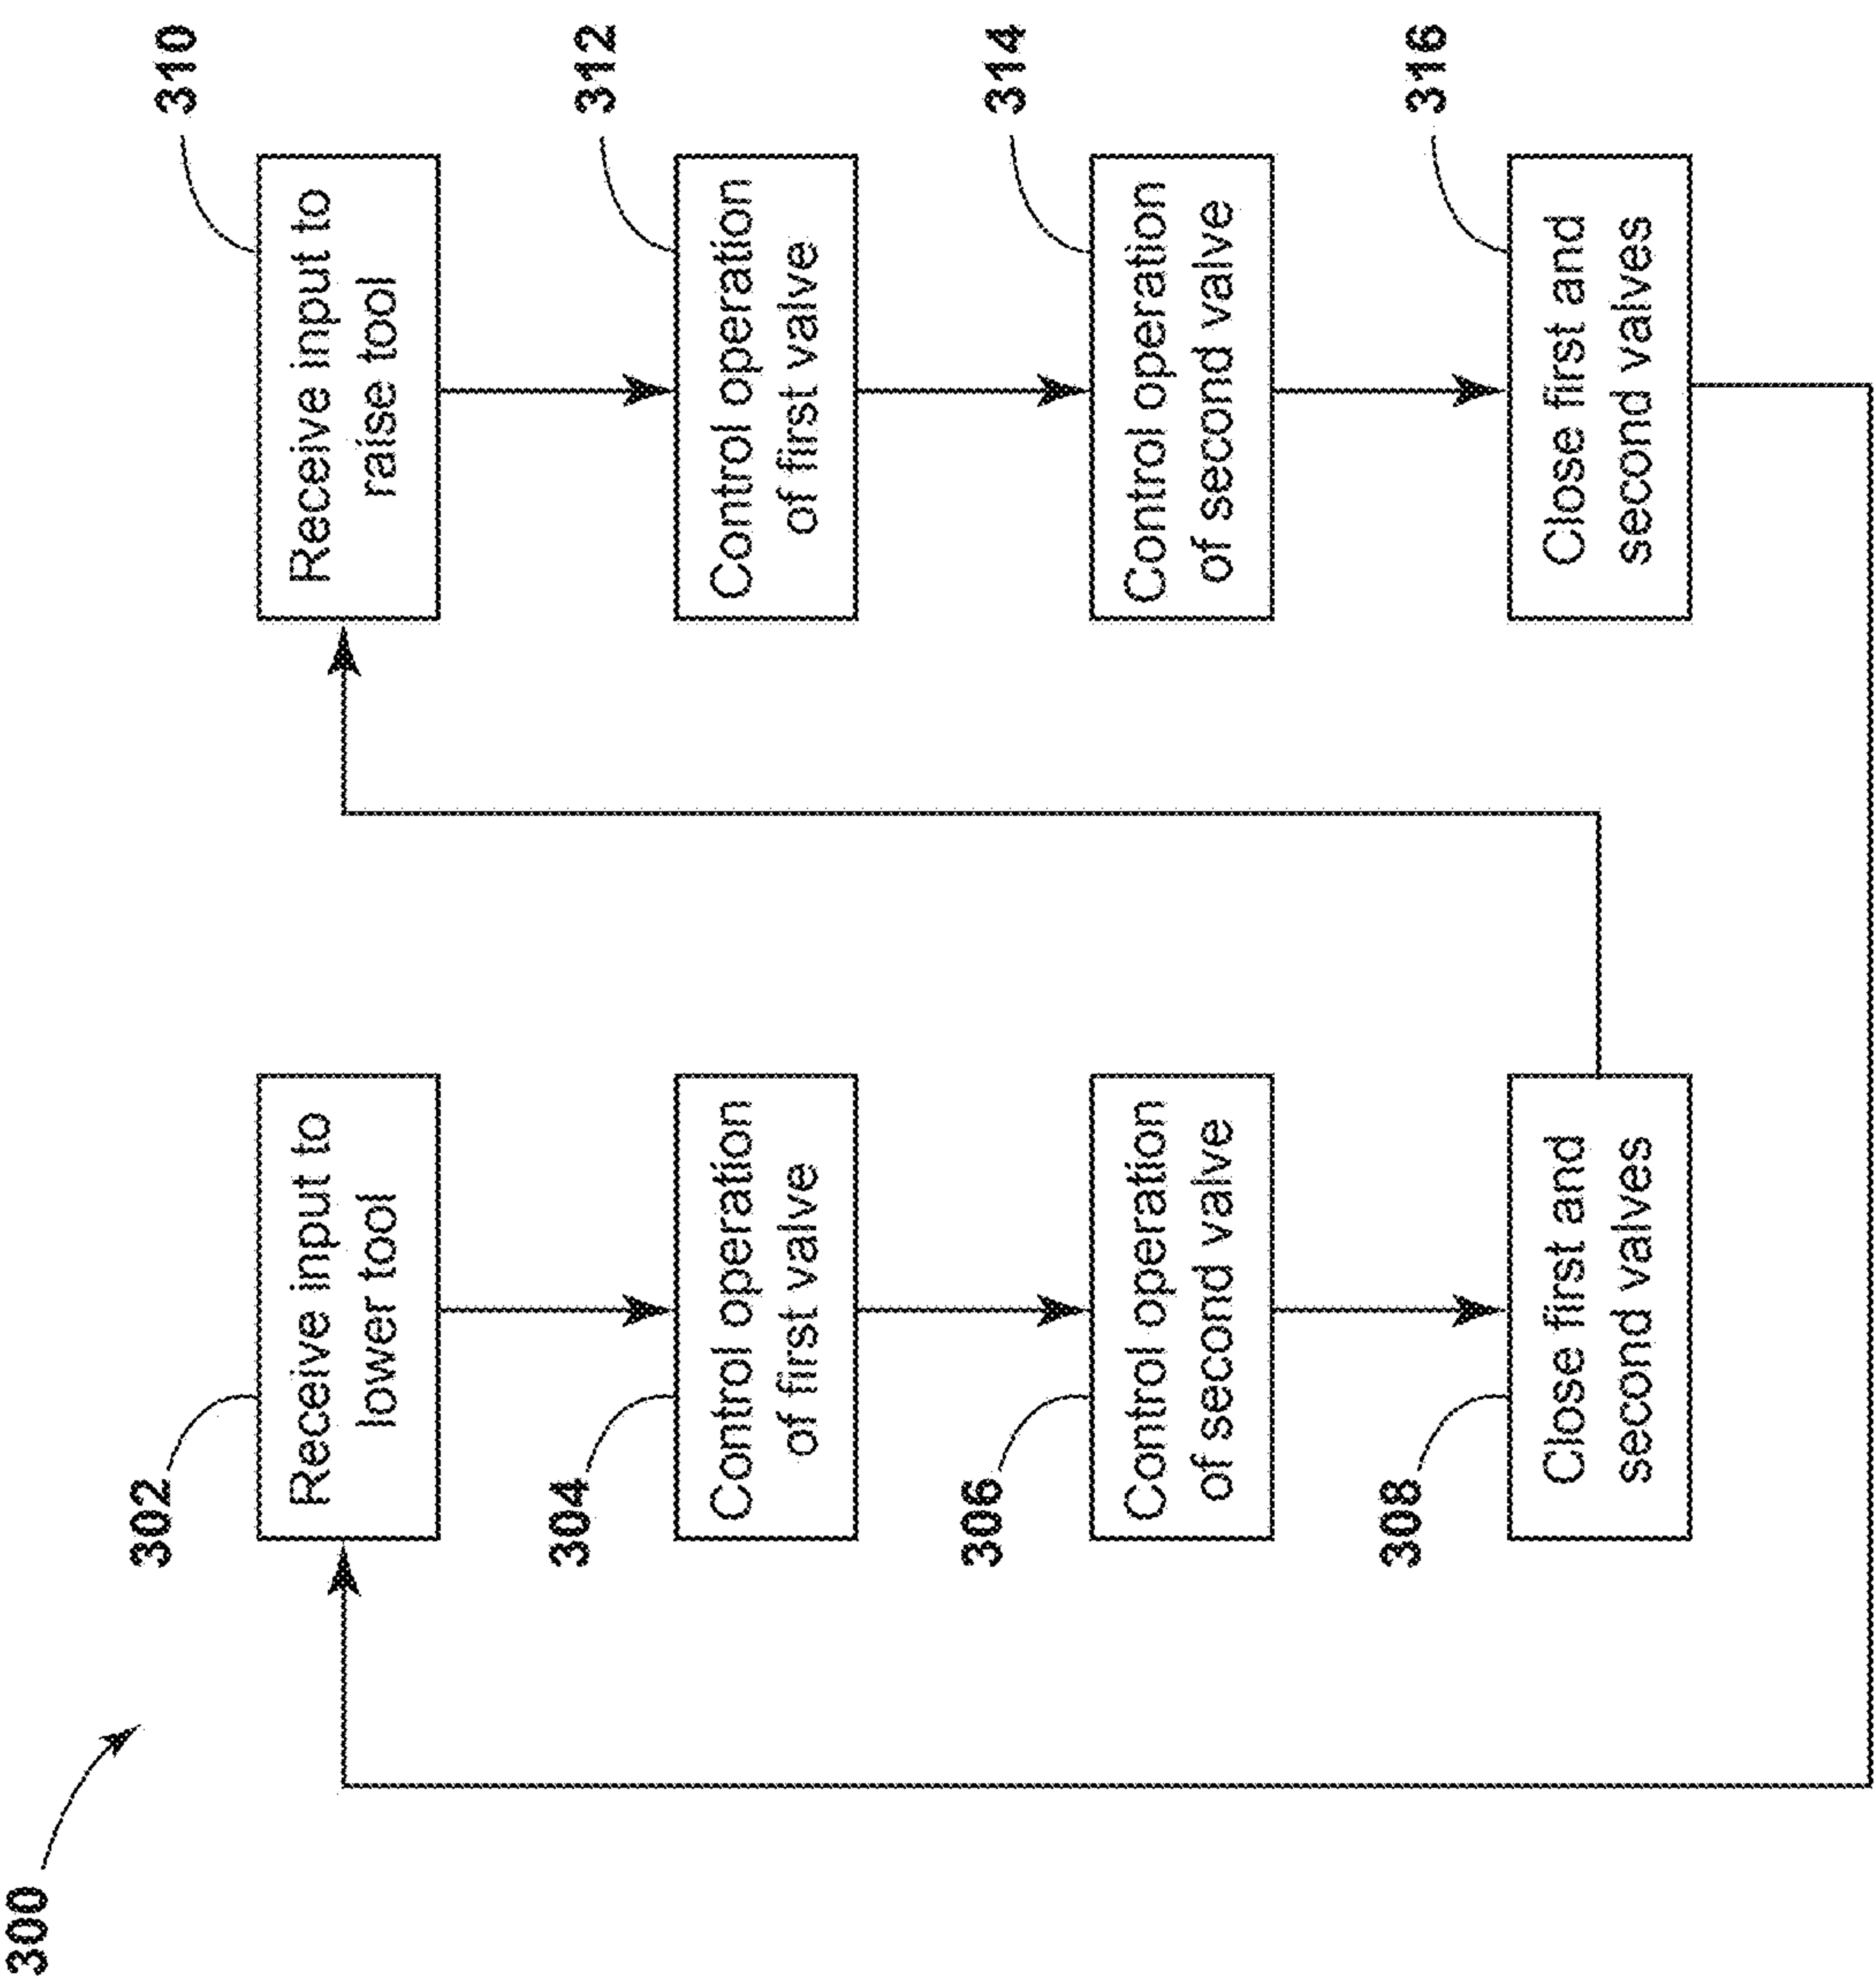 300
302
Receive input to
lower tool
304
Control operation
of first valve
306
Control operation
of second valve
308
Close first and
second valves
310
Receive input to
raise tool
312
Control operation
of first valve
314
Control operation
of second valve
316
Close first and
second valves